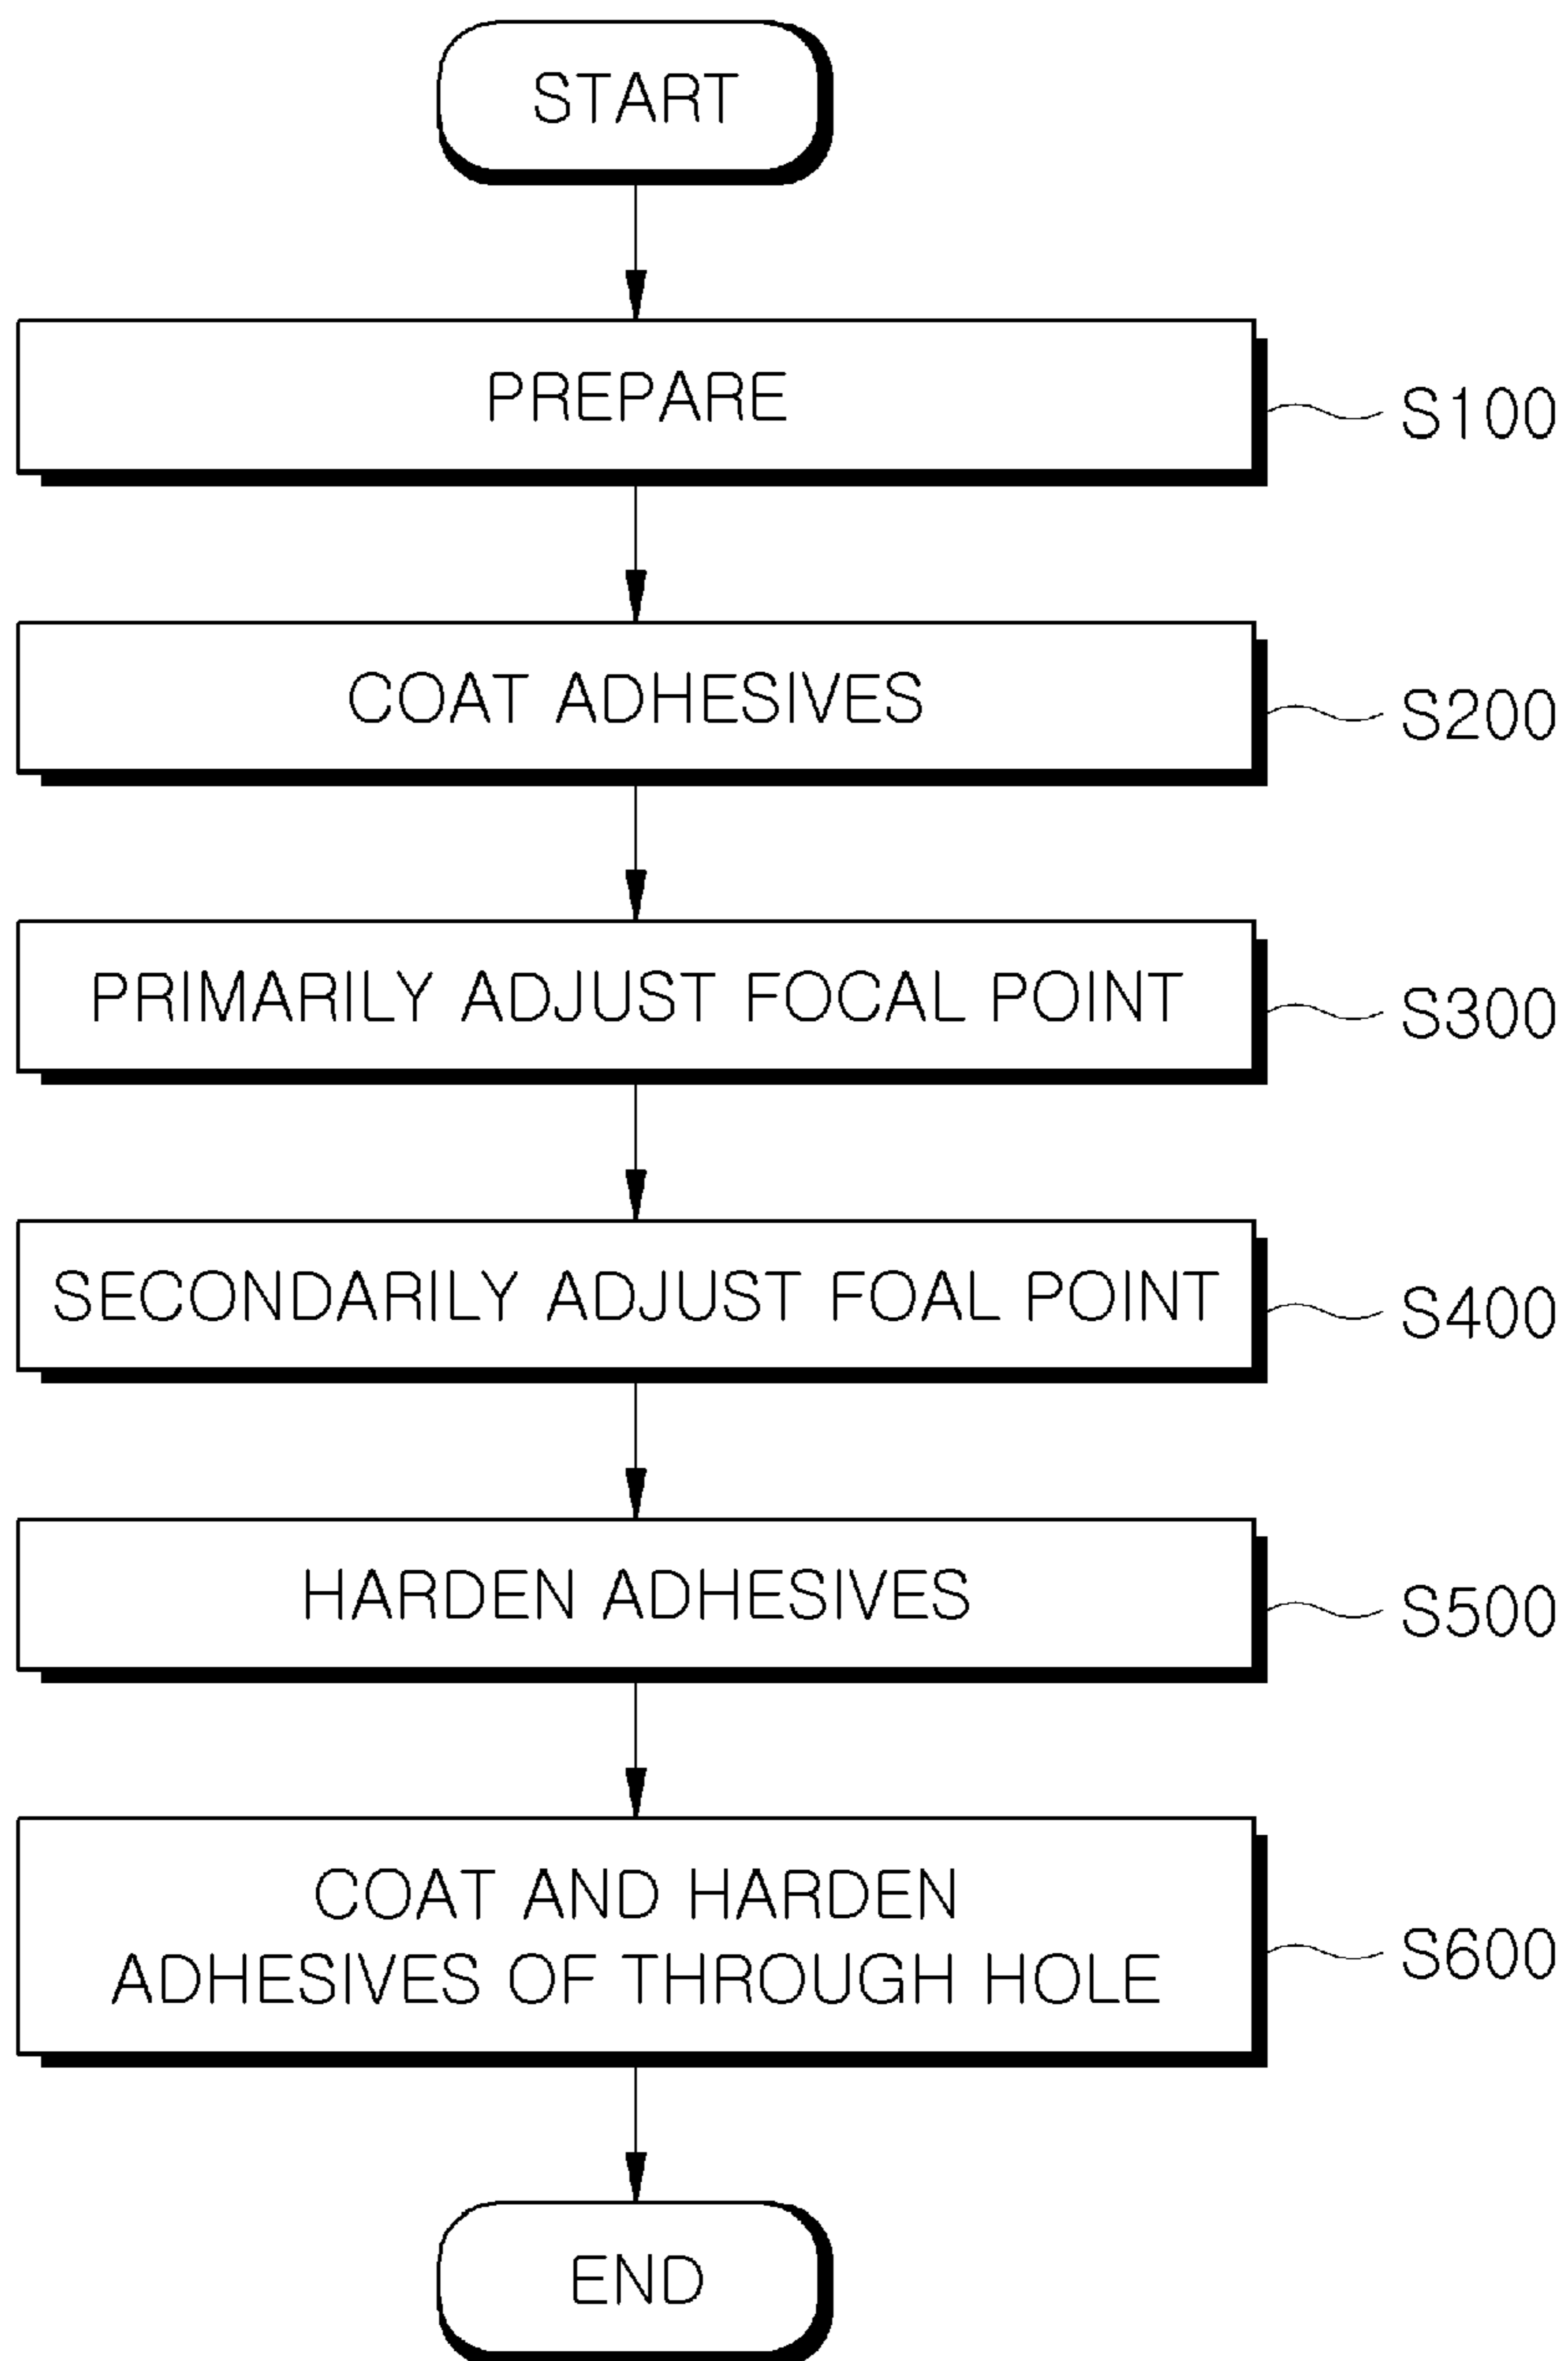 START
PREPARE
S100
COAT ADHESIVES
S200
PRIMARILY ADJUST FOCAL POINT
S300
SECONDARILY ADJUST FOAL POINT
S400
HARDEN ADHESIVES
S500
COAT AND HARDEN
ADHESIVES OF THROUGH HOLE
S600
END